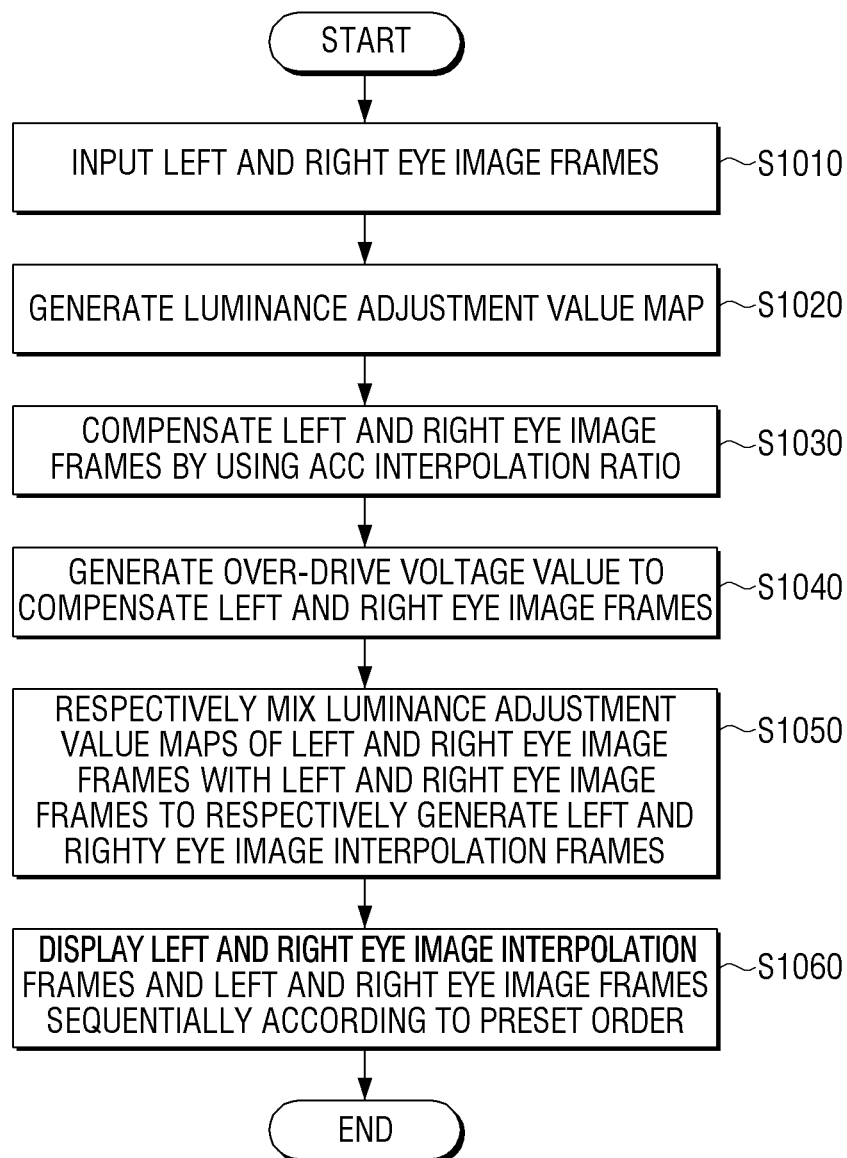 START
INPUT LEFT AND RIGHT EYE IMAGE FRAMES
S1010
GENERATE LUMINANCE ADJUSTMENT VALUE MAP
S1020
COMPENSATE LEFT AND RIGHT EYE IMAGE
FRAMES BY USING ACC INTERPOLATION RATIO
S1030
GENERATE OVER-DRIVE VOLTAGE VALUE TO
COMPENSATE LEFT AND RIGHT EYE IMAGE FRAMES
S1040
RESPECTIVELY MIX LUMINANCE ADJUSTMENT
VALUE MAPS OF LEFT AND RIGHT EYE IMAGE
FRAMES WITH LEFT AND RIGHT EYE IMAGE
FRAMES TO RESPECTIVELY GENERATE LEFT AND
RIGHTY EYE IMAGE INTERPOLATION FRAMES
S1050
DISPLAY LEFT AND RIGHT EYE IMAGE INTERPOLATION
FRAMES AND LEFT AND RIGHT EYE IMAGE FRAMES
SEQUENTIALLY ACCORDING TO PRESET ORDER
S1060
END